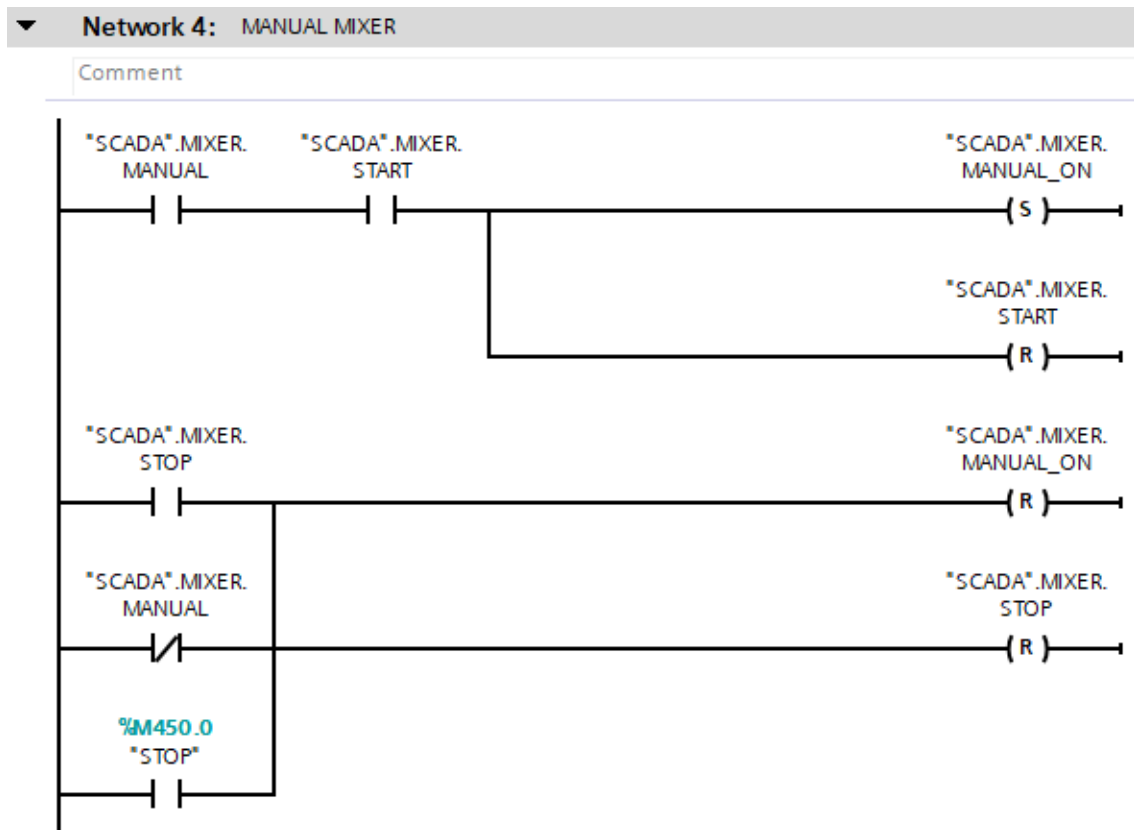 Network 4: MANUAL MIXER
Comment
"SCADA".MIXER. "SCADA".MIXER. "SCADA".MIXER.
MANUAL START MANUAL_ON
S
"SCADA".MIXER.
START
R
"SCADA".MIXER. "SCADA".MIXER.
STOP MANUAL_ON
R
"SCADA".MIXER. "SCADA".MIXER.
MANUAL STOP
R
%M450.0
"STOP"